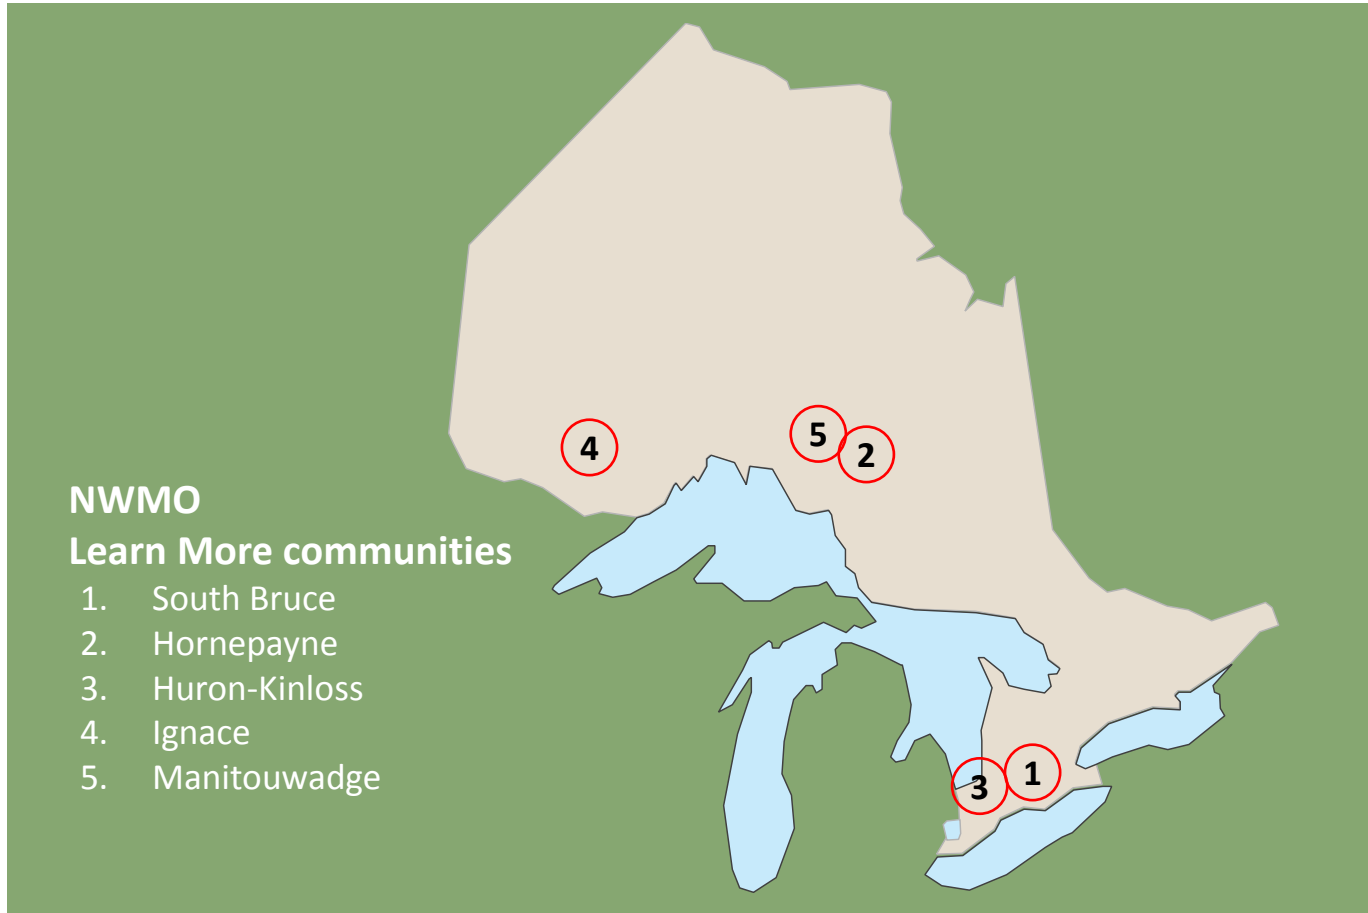 4
5
2
NWMO
Learn More communities
1. South Bruce
2. Hornepayne
3. Huron-Kinloss
4. Ignace
5. Manitouwadge
1
3